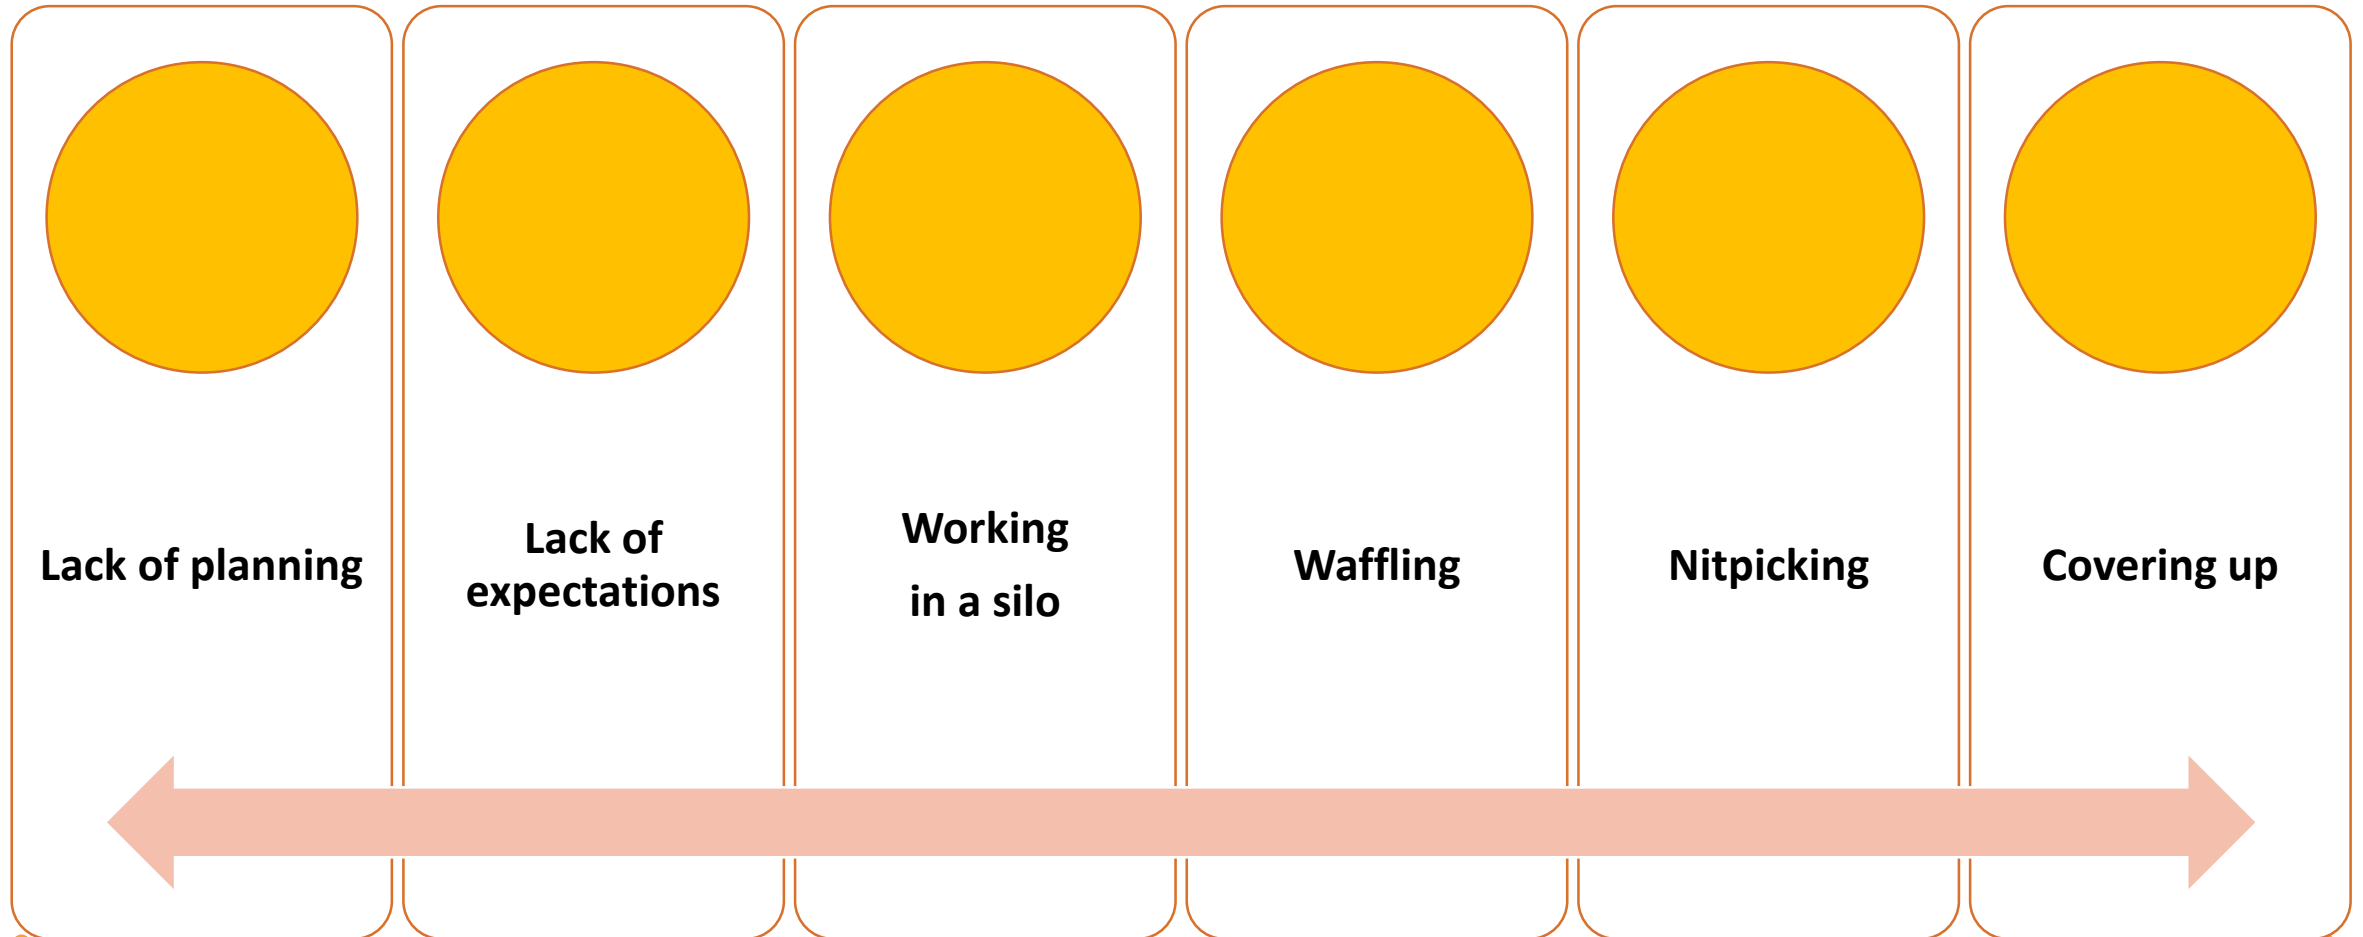 Lack of planning
Lack of
expectations
Working
in a silo
Waffling
Nitpicking
Covering up